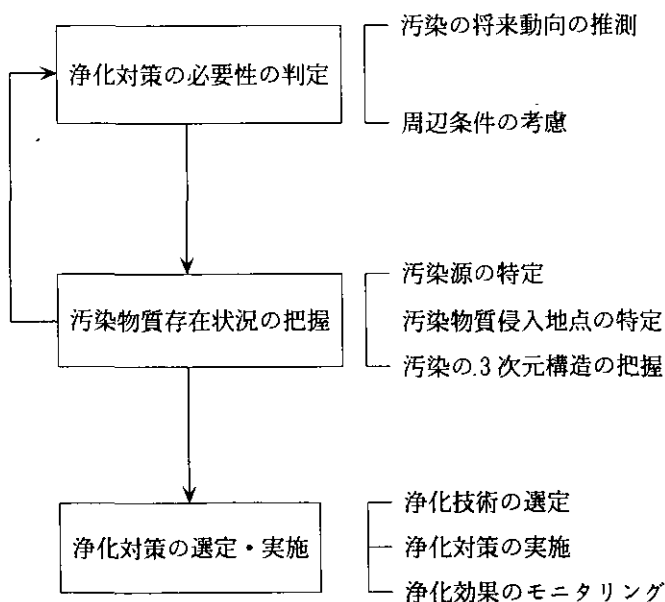 汚染の将来動向の推測
浄化対策の必要性の判定
周辺条件の考慮
汚染源の特定
汚染物質存在状況の把握
汚染物質侵入地点の特定
汚染の3次元構造の把握
浄化技術の選定
浄化対策の選定・実施
浄化対策の実施
浄化効果のモニタリング